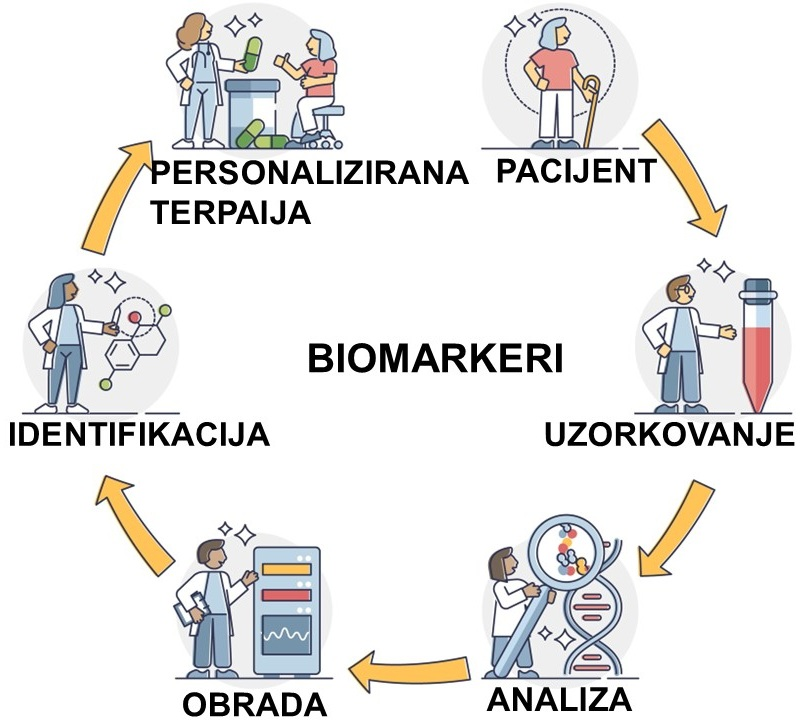 PERSONALIZIRANA
TERPAIJA
PACIJENT
BIOMARKERI
IDENTIFIKACIJA
UZORKOVANJE
OBRADA
ANALIZA